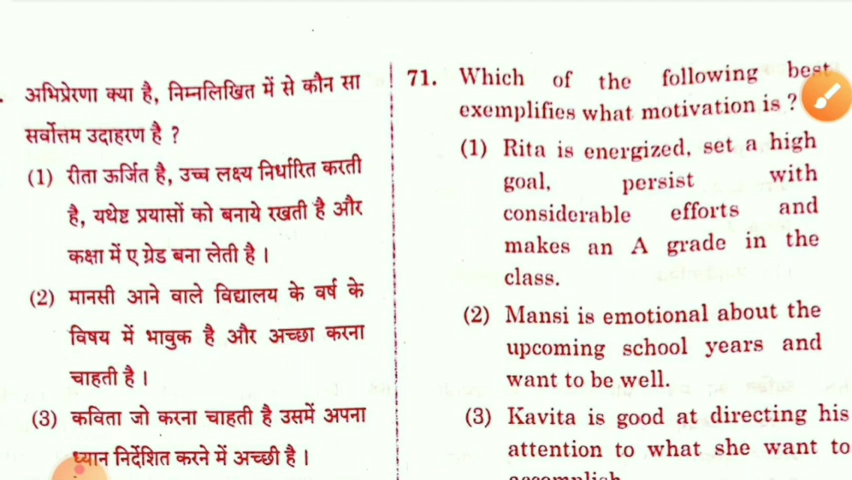 अभिप्रेरणा क्या है, निम्नलिखित में से कौन सा
सर्वोत्तम उदाहरण है ?
(1) रीता ऊर्जित है, उच्च लक्ष्य निर्धारित करती
है, यथेष्ट प्रयासों को बनाये रखती है और
कक्षा में ए ग्रेड बना लेती है ।
(2) मानसी आने वाले विद्यालय के वर्ष के
विषय में भावुक है और अच्छा करना
चाहती है ।
(3) कविता जो करना चाहती है उसमें अपना
ध्यान निर्देशित करने में अच्छी है ।
71. Which of the following best
exemplifies what motivation is ?
(1) Rita is energized, set a high
goal, persist with
considerable efforts and
makes an A grade in the
class.
(2) Mansi is emotional about the
upcoming school years and
want to be well.
(3) Kavita is good at directing his
attention to what she want to
accomplish